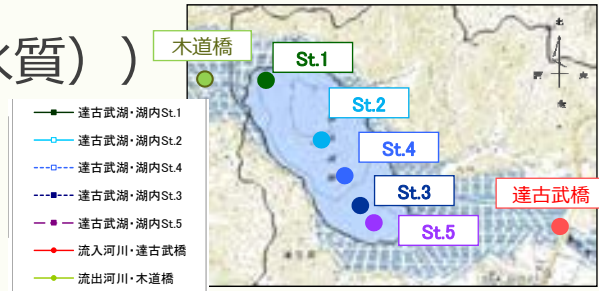 水質））
木道橋
St.1
St.2
St.4
St.3
St.5
達古武橋
北
西
東
達古武湖・湖内St.1
達古武湖・湖内St.2
達古武湖・湖内St.4
達古武湖・湖内St.3
達古武湖・湖内St.5
流入河川・達古武橋
流出河川・木道橋